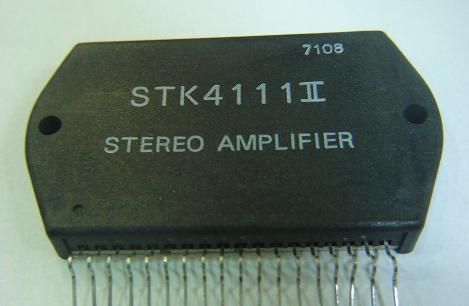 7108
STK4111II
STEREO AMPLIFIER